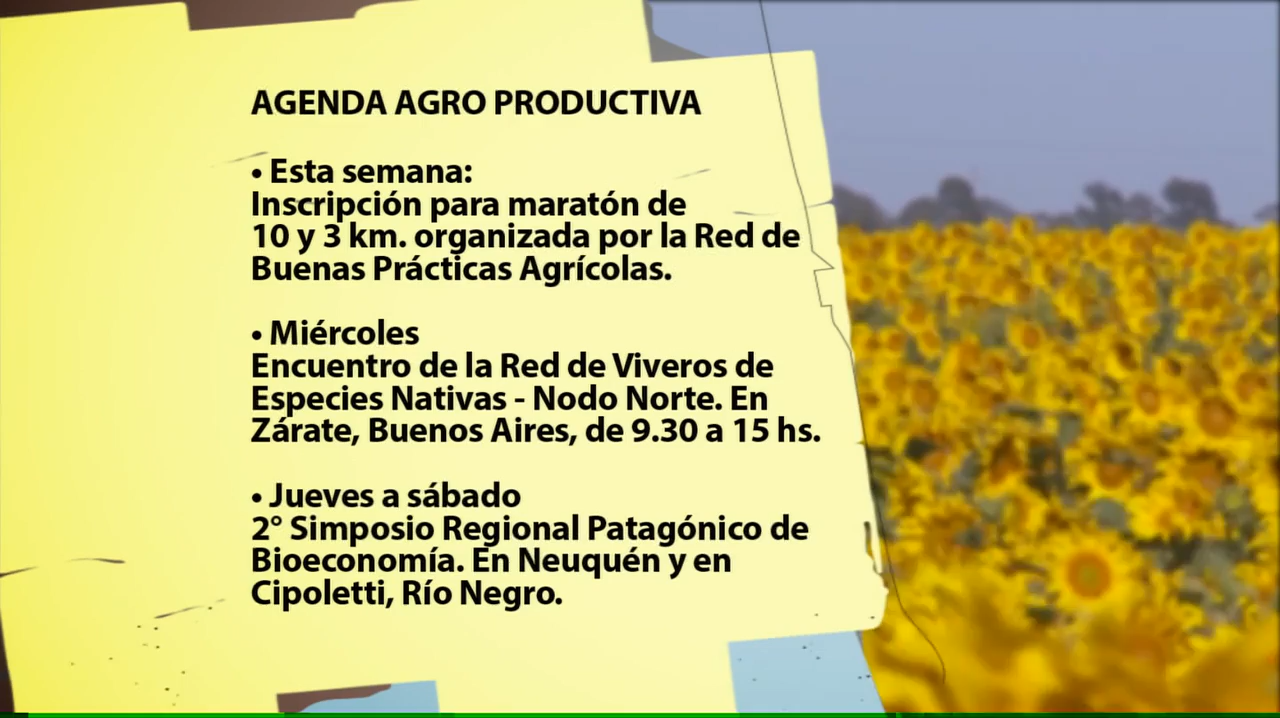 AGENDA AGRO PRODUCTIVA
• Esta semana:
Inscripción para maratón de
10 y 3 km. organizada por la Red de
Buenas Prácticas Agrícolas.
• Miércoles
Encuentro de la Red de Viveros de
Especies Nativas - Nodo Norte. En
Zárate, Buenos Aires, de 9.30 a 15 hs.
• Jueves a sábado
2° Simposio Regional Patagónico de
Bioeconomía. En Neuquén y en
Cipoletti, Río Negro.